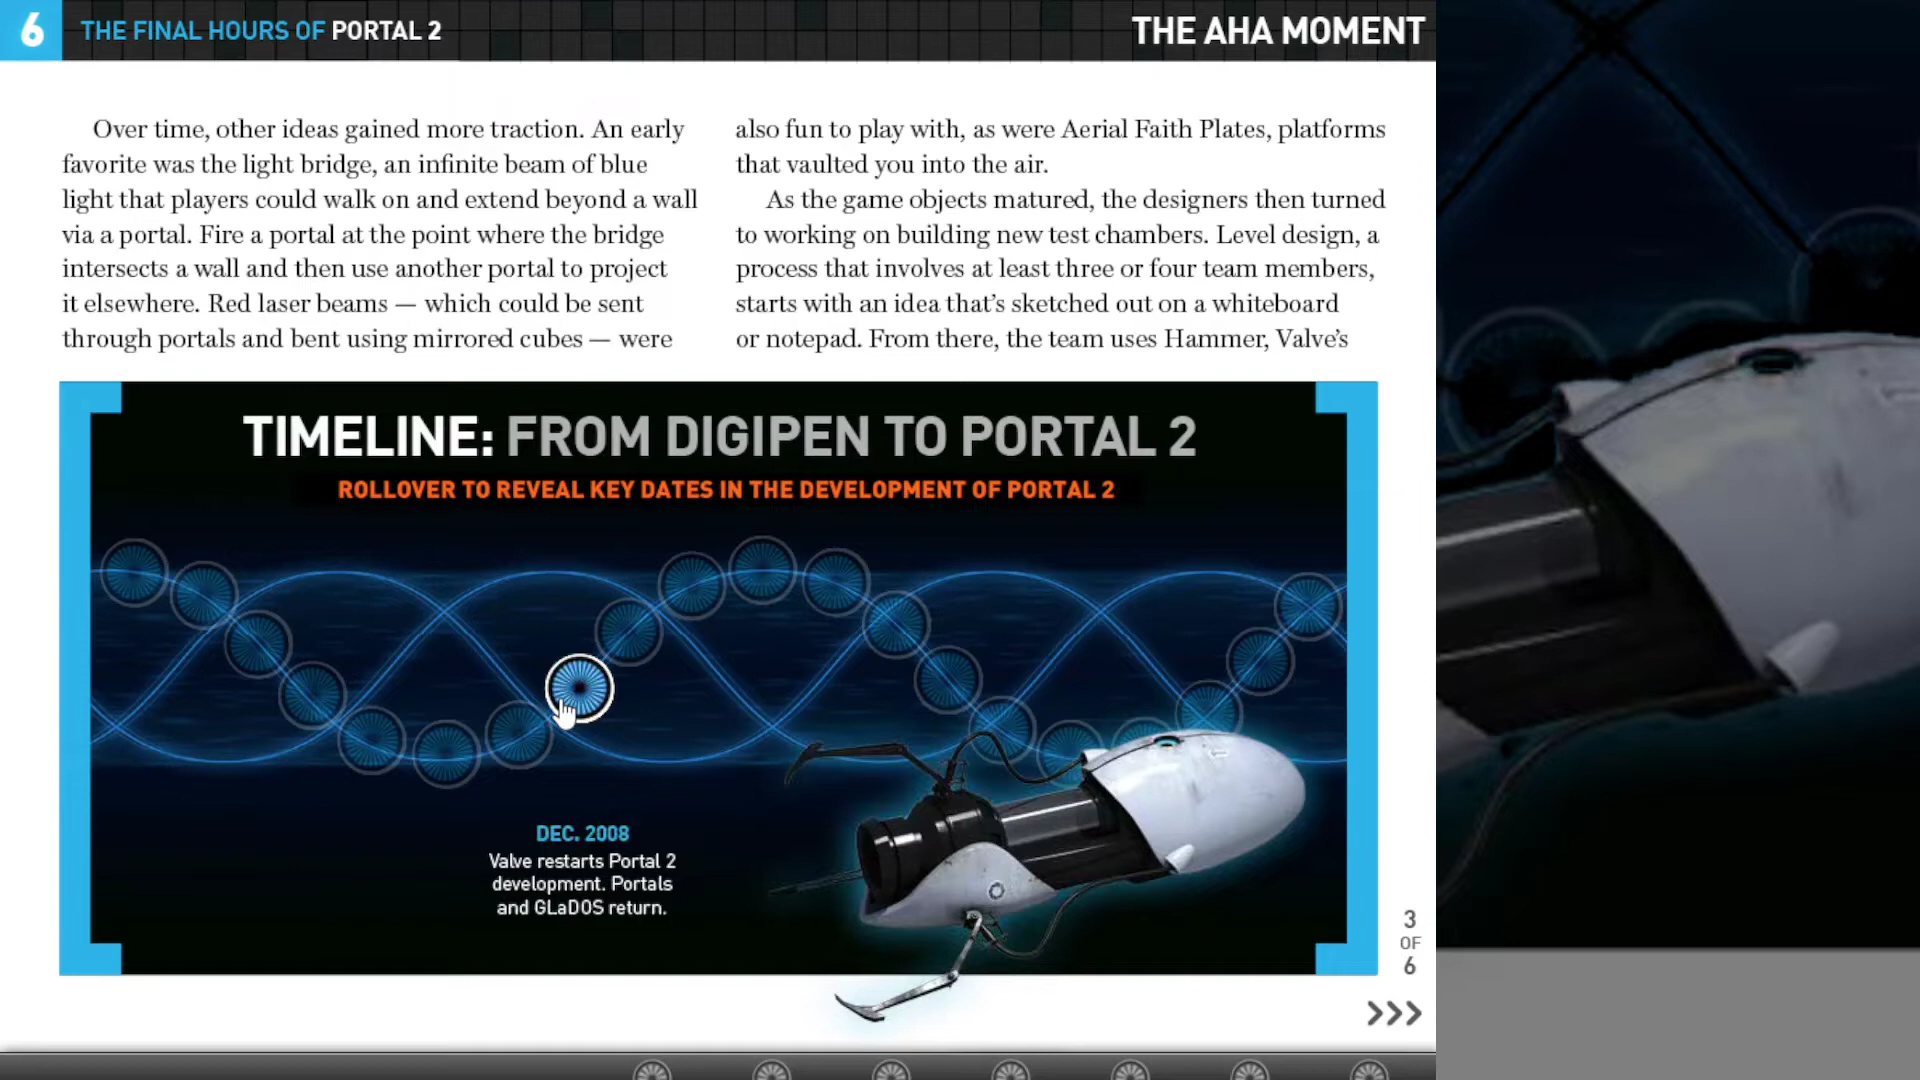 6 THE FINAL HOURS OF PORTAL 2
THE AHA MOMENT
Over time, other ideas gained more traction. An early
favorite was the light bridge, an infinite beam of blue
light that players could walk on and extend beyond a wall
via a portal. Fire a portal at the point where the bridge
intersects a wall and then use another portal to project
it elsewhere. Red laser beams — which could be sent
through portals and bent using mirrored cubes — were
also fun to play with, as were Aerial Faith Plates, platforms
that vaulted you into the air.
As the game objects matured, the designers then turned
to working on building new test chambers. Level design, a
process that involves at least three or four team members,
starts with an idea that's sketched out on a whiteboard
or notepad. From there, the team uses Hammer, Valve's
TIMELINE: FROM DIGIPEN TO PORTAL 2
ROLLOVER TO REVEAL KEY DATES IN THE DEVELOPMENT OF PORTAL 2
DEC. 2008
Valve restarts Portal 2
development. Portals
and GLaDOS return.
3
OF
6
>>>